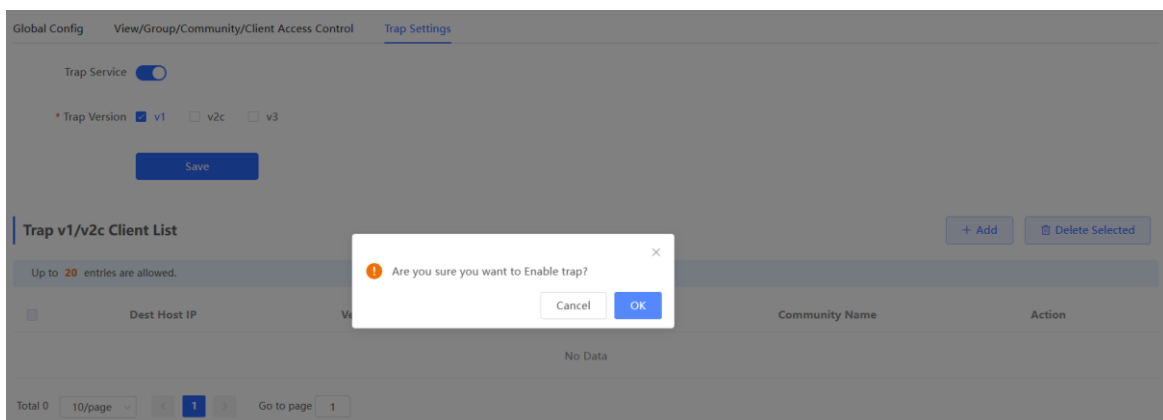 Global Config View/Group/Community/Client Access Control Trap Settings
Trap Service
* Trap Version v1 v2c v3
Save
Trap v1/v2c Client List
+ Add Delete Selected
Up to 20 entries are allowed.
Are you sure you want to Enable trap?
Cancel OK
Dest Host IP Community Name Action
No Data
Total 0 10/page < 1 > Go to page 1